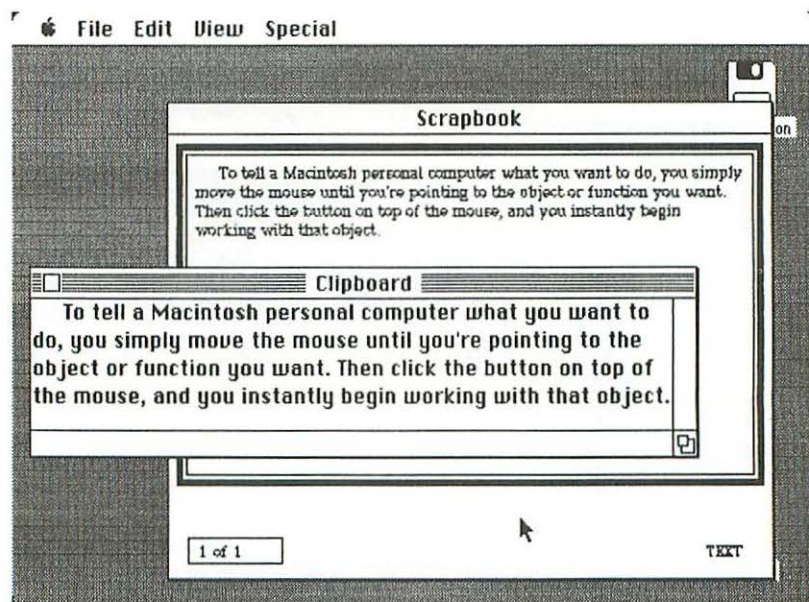 File Edit View Special
on
Scrapbook
To tell a Macintosh personal computer what you want to do, you simply
move the mouse until you're pointing to the object or function you want.
Then click the button on top of the mouse, and you instantly begin
working with that object.
Clipboard
To tell a Macintosh personal computer what you want to
do, you simply move the mouse until you're pointing to the
object or function you want. Then click the button on top of
the mouse, and you instantly begin working with that object.
1 of 1
TEXT